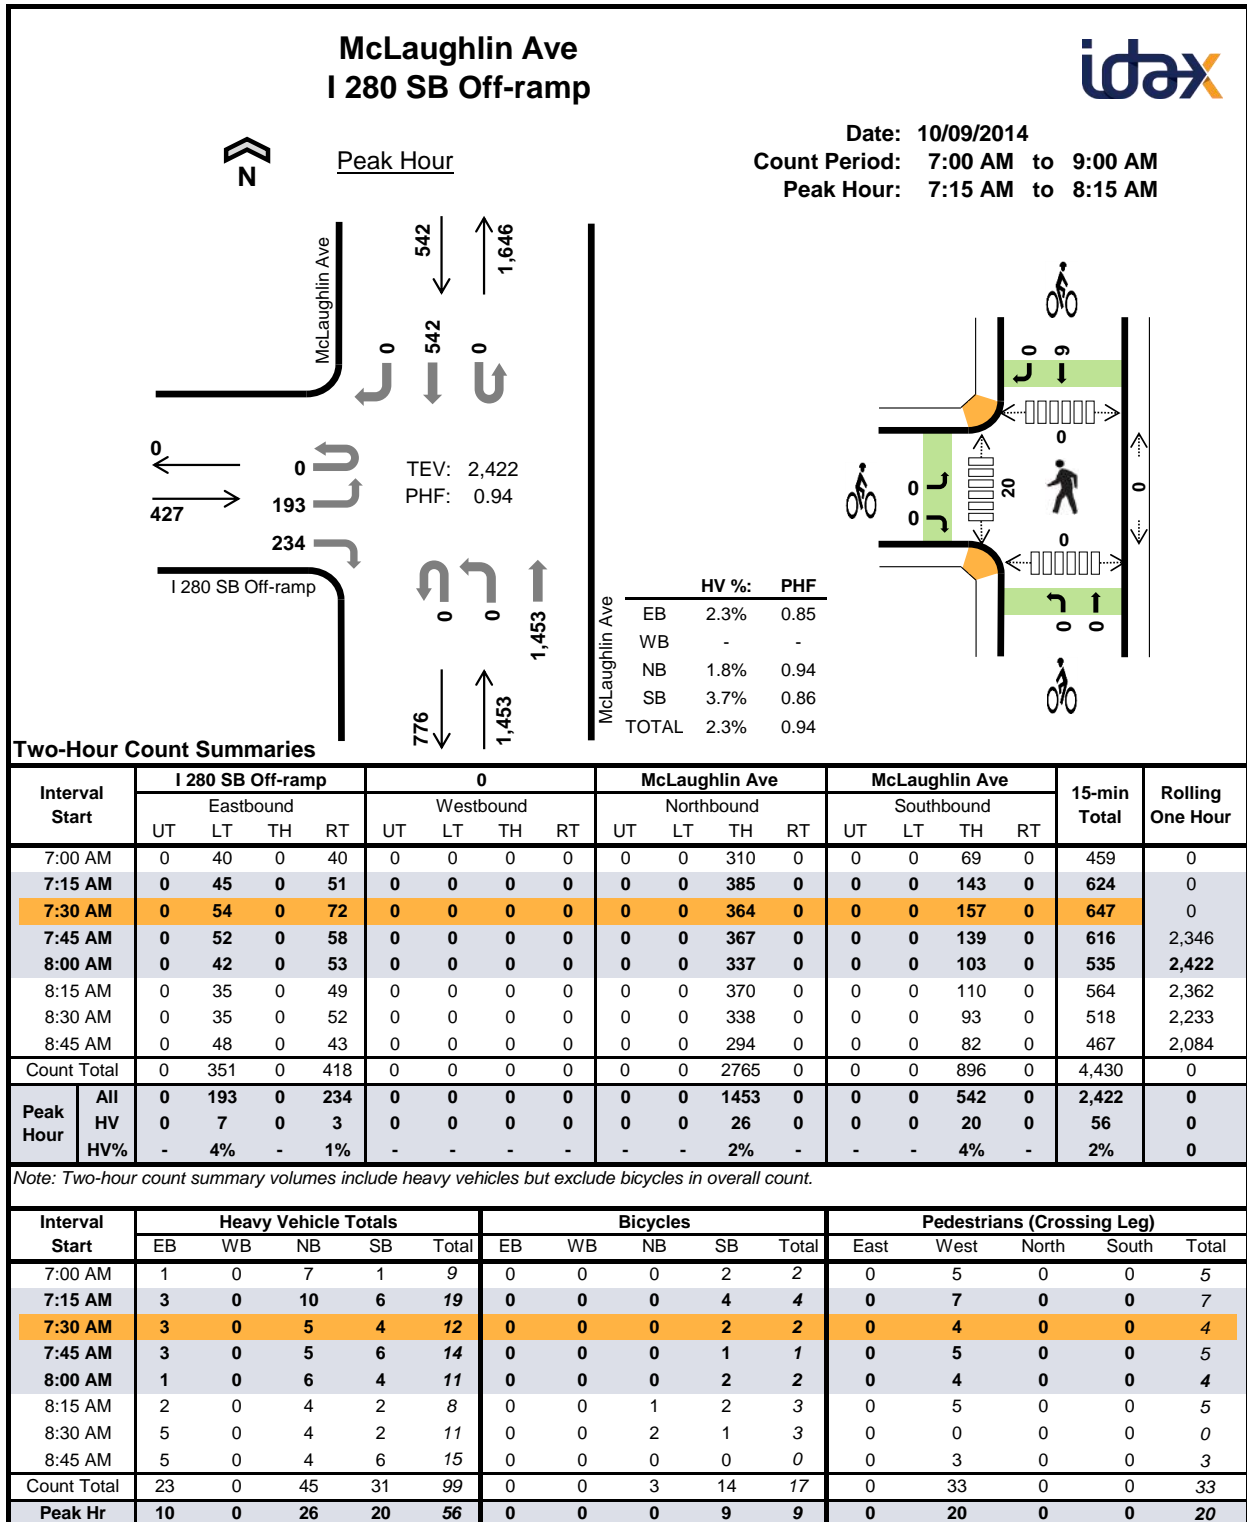 McLaughlin Ave
I 280 SB Off-ramp
idax
Date: 10/09/2014
Count Period: 7:00 AM to 9:00 AM
Peak Hour: 7:15 AM to 8:15 AM
N
Peak Hour
McLaughlin Ave
542
1,646
0 542 0
0
427
0
193
234
TEV: 2,422
PHF: 0.94
I 280 SB Off-ramp
0 0 1,453
776
1,453
McLaughlin Ave
HV %: PHF
EB 2.3% 0.85
WB - -
NB 1.8% 0.94
SB 3.7% 0.86
TOTAL 2.3% 0.94
0 9
0
0
0
20
0
0
0 0
Two-Hour Count Summaries
Interval Start I 280 SB Off-ramp 0 McLaughlin Ave McLaughlin Ave 15-min Total Rolling One Hour
Eastbound Westbound Northbound Southbound
UT LT TH RT UT LT TH RT UT LT TH RT UT LT TH RT
7:00 AM 0 40 0 40 0 0 0 0 0 0 310 0 0 0 69 0 459 0
7:15 AM 0 45 0 51 0 0 0 0 0 0 385 0 0 0 143 0 624 0
7:30 AM 0 54 0 72 0 0 0 0 0 0 364 0 0 0 157 0 647 0
7:45 AM 0 52 0 58 0 0 0 0 0 0 367 0 0 0 139 0 616 2,346
8:00 AM 0 42 0 53 0 0 0 0 0 0 337 0 0 0 103 0 535 2,422
8:15 AM 0 35 0 49 0 0 0 0 0 0 370 0 0 0 110 0 564 2,362
8:30 AM 0 35 0 52 0 0 0 0 0 0 338 0 0 0 93 0 518 2,233
8:45 AM 0 48 0 43 0 0 0 0 0 0 294 0 0 0 82 0 467 2,084
Count Total 0 351 0 418 0 0 0 0 0 0 2765 0 0 0 896 0 4,430 0
Peak Hour All 0 193 0 234 0 0 0 0 0 0 1453 0 0 0 542 0 2,422 0
HV 0 7 0 3 0 0 0 0 0 0 26 0 0 0 20 0 56 0
HV% - 4% - 1% - - - - - - 2% - - - 4% - 2% 0
Note: Two-hour count summary volumes include heavy vehicles but exclude bicycles in overall count.
Interval Start Heavy Vehicle Totals Bicycles Pedestrians (Crossing Leg)
EB WB NB SB Total EB WB NB SB Total East West North South Total
7:00 AM 1 0 7 1 9 0 0 0 2 2 0 5 0 0 5
7:15 AM 3 0 10 6 19 0 0 0 4 4 0 7 0 0 7
7:30 AM 3 0 5 4 12 0 0 0 2 2 0 4 0 0 4
7:45 AM 3 0 5 6 14 0 0 0 1 1 0 5 0 0 5
8:00 AM 1 0 6 4 11 0 0 0 2 2 0 4 0 0 4
8:15 AM 2 0 4 2 8 0 0 1 2 3 0 5 0 0 5
8:30 AM 5 0 4 2 11 0 0 2 1 3 0 0 0 0 0
8:45 AM 5 0 4 6 15 0 0 0 0 0 0 3 0 0 3
Count Total 23 0 45 31 99 0 0 3 14 17 0 33 0 0 33
Peak Hr 10 0 26 20 56 0 0 0 9 9 0 20 0 0 20